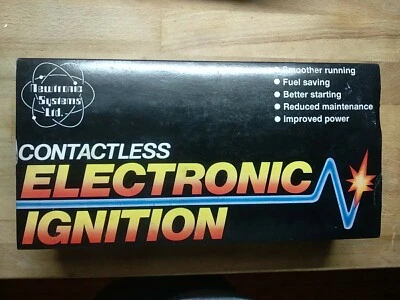 Newtronic
Systems
Ltd.
Smoother running
Fuel saving
Better starting
Reduced maintenance
Improved power
CONTACTLESS
ELECTRONIC
IGNITION